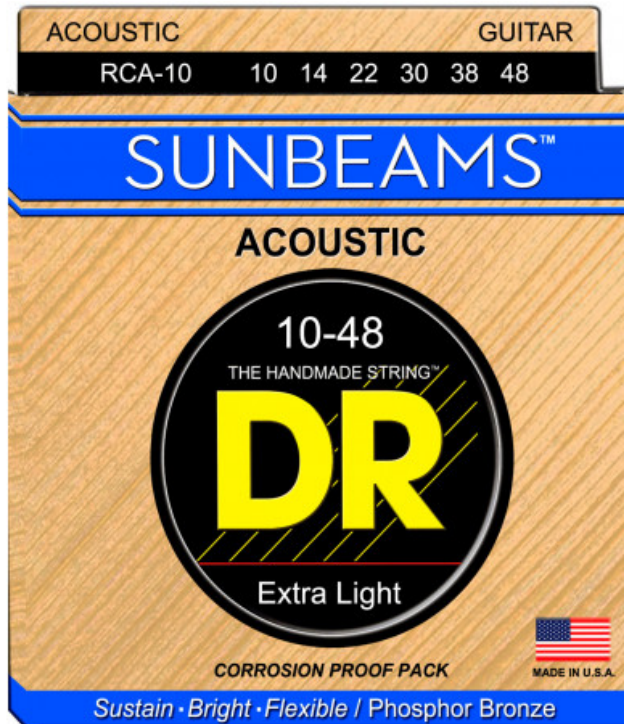 ACOUSTIC GUITAR
RCA-10 10 14 22 30 38 48
SUNBEAMS™
ACOUSTIC
10-48
THE HANDMADE STRING™
DR
Extra Light
CORROSION PROOF PACK
MADE IN U.S.A.
Sustain · Bright · Flexible / Phosphor Bronze